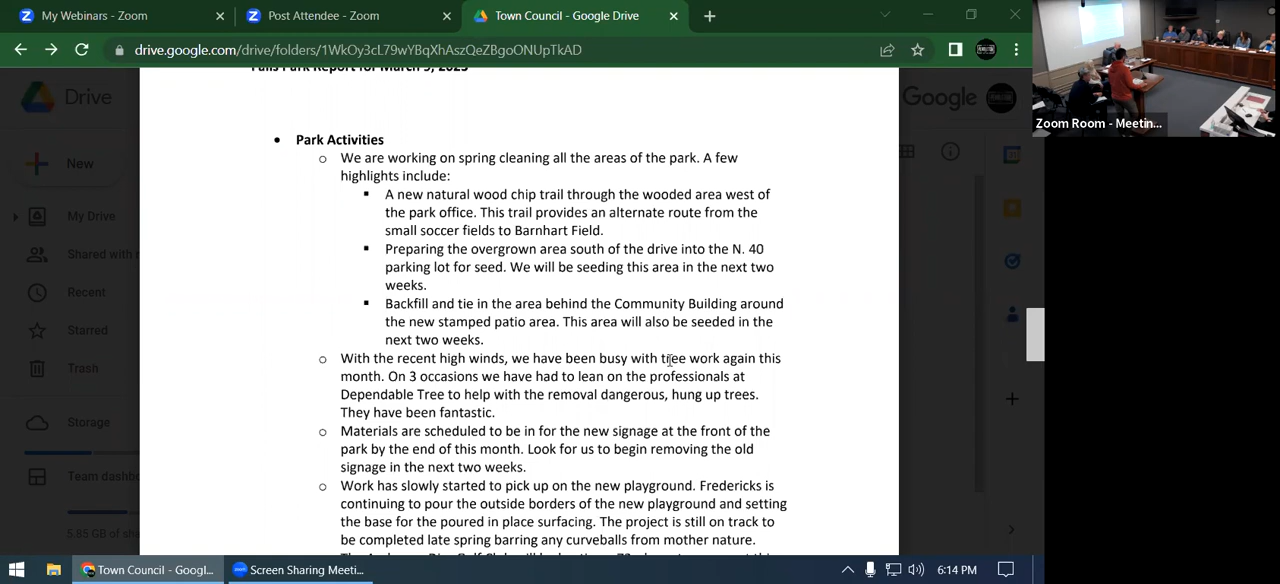 My Webinars - Zoom
Post Attendee - Zoom
Town Council - Google Drive
drive.google.com/drive/folders/1WkOy3cL79wYBqXhAszQeZBgoONUpTkAD
Drive
New
My Drive
Shared with
Recent
Starred
Trash
Storage
Team dashbo
5.85 GB of
Google
Falls Park Report for March 9, 2023
• Park Activities
o We are working on spring cleaning all the areas of the park. A few
highlights include:
▪ A new natural wood chip trail through the wooded area west of
the park office. This trail provides an alternate route from the
small soccer fields to Barnhart Field.
▪ Preparing the overgrown area south of the drive into the N. 40
parking lot for seed. We will be seeding this area in the next two
weeks.
▪ Backfill and tie in the area behind the Community Building around
the new stamped patio area. This area will also be seeded in the
next two weeks.
o With the recent high winds, we have been busy with tree work again this
month. On 3 occasions we have had to lean on the professionals at
Dependable Tree to help with the removal dangerous, hung up trees.
They have been fantastic.
o Materials are scheduled to be in for the new signage at the front of the
park by the end of this month. Look for us to begin removing the old
signage in the next two weeks.
o Work has slowly started to pick up on the new playground. Fredericks is
continuing to pour the outside borders of the new playground and setting
the base for the poured in place surfacing. The project is still on track to
be completed late spring barring any curveballs from mother nature.
Zoom Room - Meetin...
Town Council - Googl...
Screen Sharing Meeti...
6:14 PM